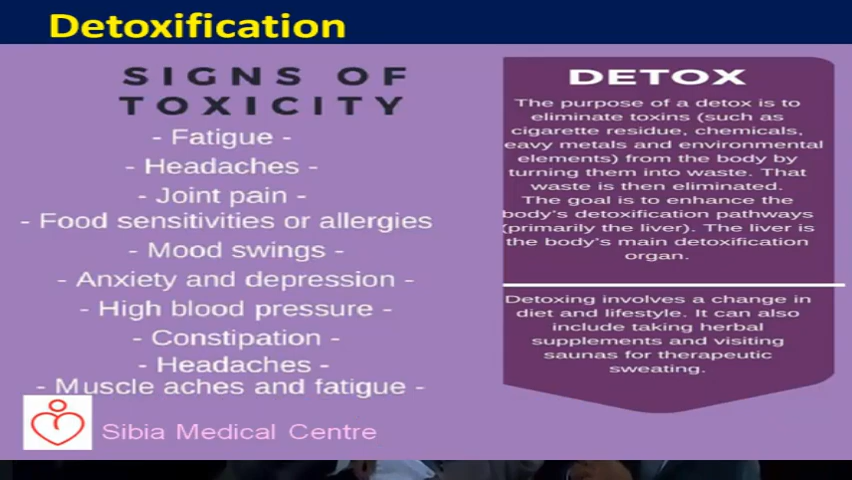 Detoxification
SIGNS OF
TOXICITY
- Fatigue -
- Headaches -
- Joint pain -
- Food sensitivities or allergies
- Mood swings -
- Anxiety and depression -
- High blood pressure -
- Constipation -
- Headaches -
- Muscle aches and fatigue -
Sibia Medical Centre
DETOX
The purpose of a detox is to
eliminate toxins (such as
cigarette residue, chemicals,
eavy metals and environmental
elements) from the body by
turning them into waste. That
waste is then eliminated.
The goal is to enhance the
body's detoxification pathways
(primarily the liver). The liver is
the body's main detoxification
organ.
Detoxing involves a change in
diet and lifestyle. It can also
include taking herbal
supplements and visiting
saunas for therapeutic
sweating.